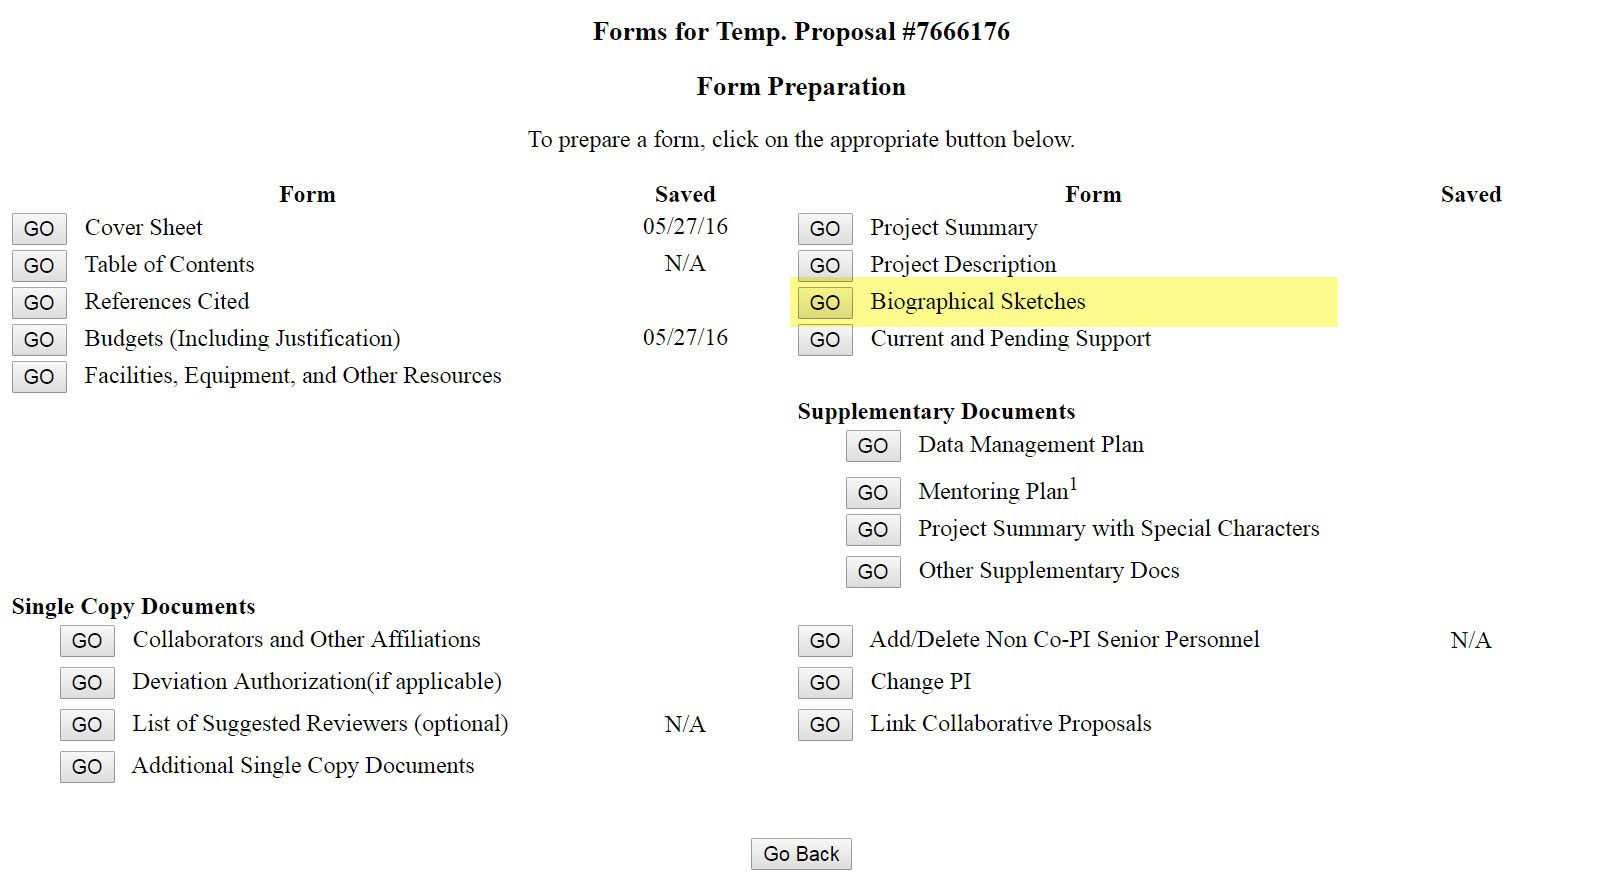 Forms for Temp. Proposal #7666176
Form Preparation
To prepare a form, click on the appropriate button below.
Form Saved Form Saved
GO Cover Sheet 05/27/16 GO Project Summary
GO Table of Contents N/A GO Project Description
GO References Cited GO Biographical Sketches
GO Budgets (Including Justification) 05/27/16 GO Current and Pending Support
GO Facilities, Equipment, and Other Resources
Supplementary Documents
GO Data Management Plan
GO Mentoring Plan1
GO Project Summary with Special Characters
GO Other Supplementary Docs
Single Copy Documents
GO Collaborators and Other Affiliations GO Add/Delete Non Co-PI Senior Personnel N/A
GO Deviation Authorization(if applicable) GO Change PI
GO List of Suggested Reviewers (optional) N/A GO Link Collaborative Proposals
GO Additional Single Copy Documents
Go Back